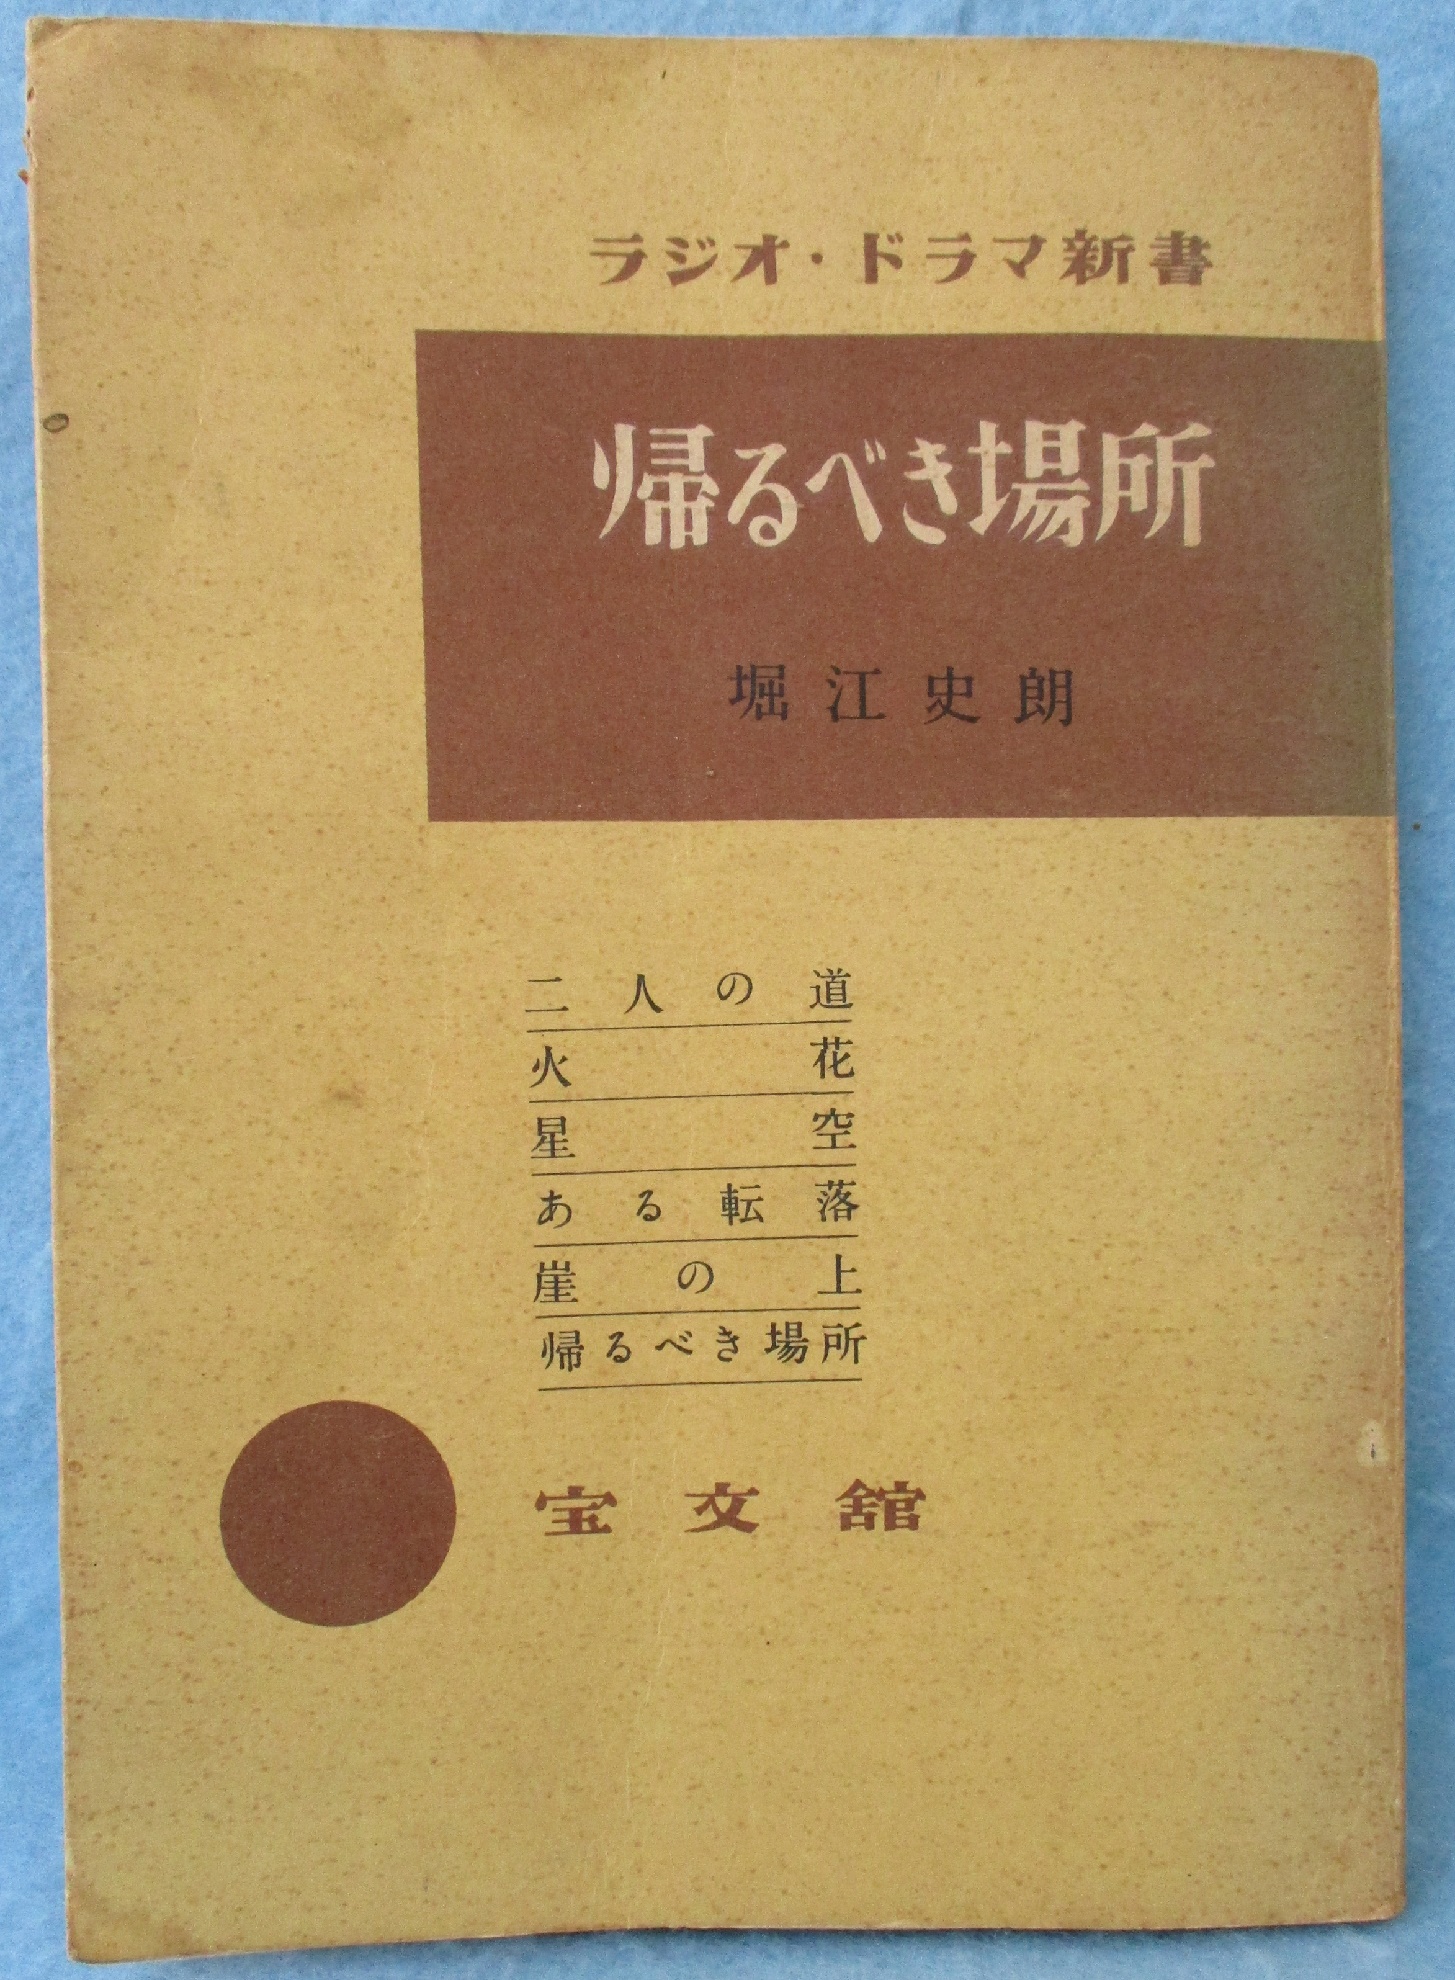 ラジオ・ドラマ新書
帰るべき場所
堀江史朗
二人の道
火花
星空
ある転落
崖の上
帰るべき場所
宝文舘